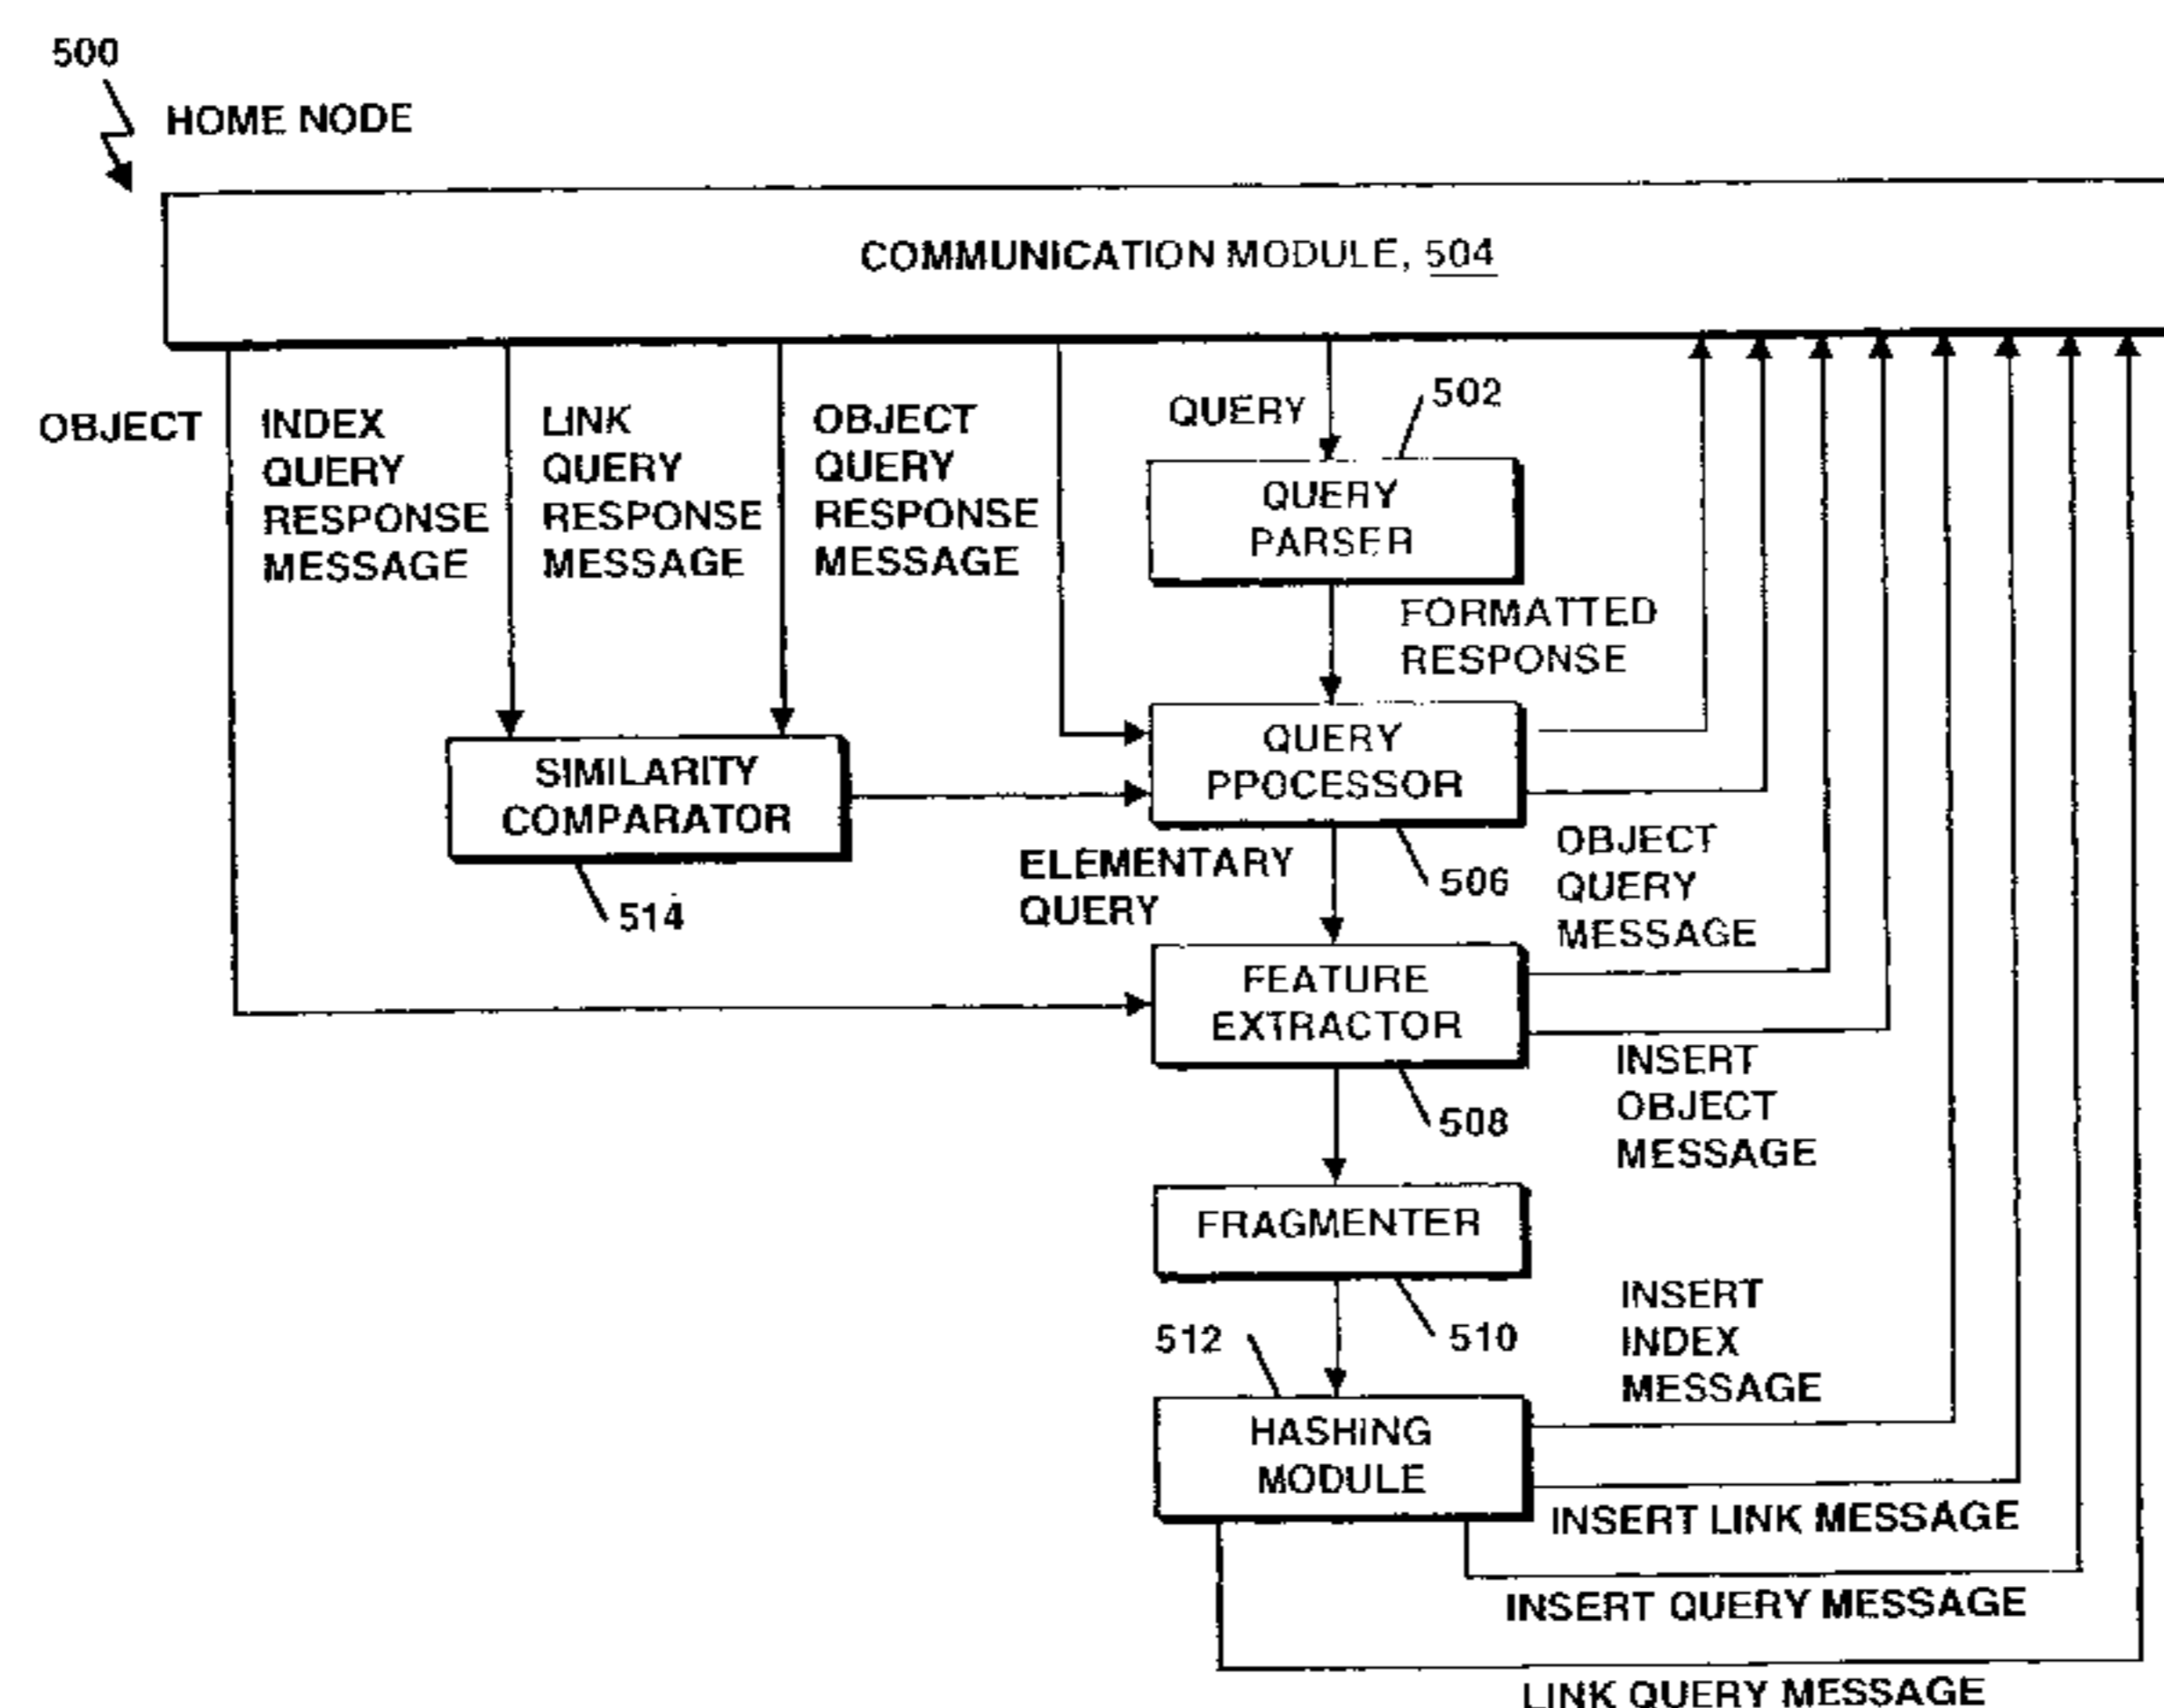 500
HOME NODE
COMMUNICATION MODULE, 504
OBJECT
INDEX
QUERY
RESPONSE
MESSAGE
LINK
QUERY
RESPONSE
MESSAGE
OBJECT
QUERY
RESPONSE
MESSAGE
QUERY
502
QUERY
PARSER
FORMATTED
RESPONSE
SIMILARITY
COMPARATOR
514
QUERY
PPOCESSOR
506
ELEMENTARY
QUERY
OBJECT
QUERY
MESSAGE
FEATURE
EXTRACTOR
508
INSERT
OBJECT
MESSAGE
FRAGMENTER
510
512
INSERT
INDEX
MESSAGE
HASHING
MODULE
INSERT LINK MESSAGE
INSERT QUERY MESSAGE
LINK QUERY MESSAGE